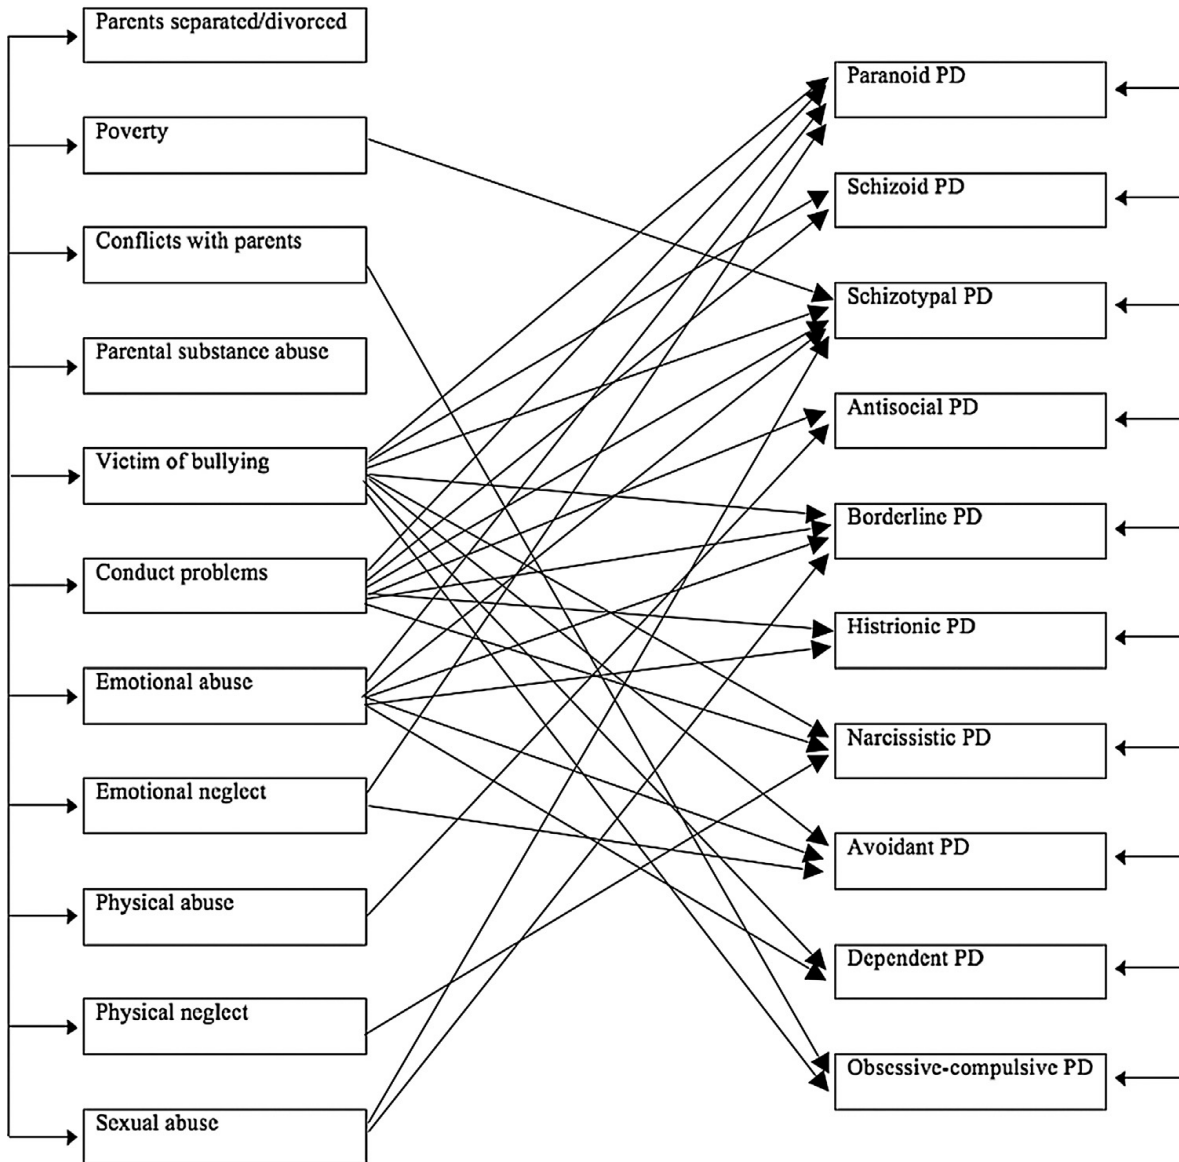 Parents separated/divorced
Poverty
Conflicts with parents
Parental substance abuse
Victim of bullying
Conduct problems
Emotional abuse
Emotional neglect
Physical abuse
Physical neglect
Sexual abuse
Paranoid PD
Schizoid PD
Schizotypal PD
Antisocial PD
Borderline PD
Histrionic PD
Narcissistic PD
Avoidant PD
Dependent PD
Obsessive-compulsive PD